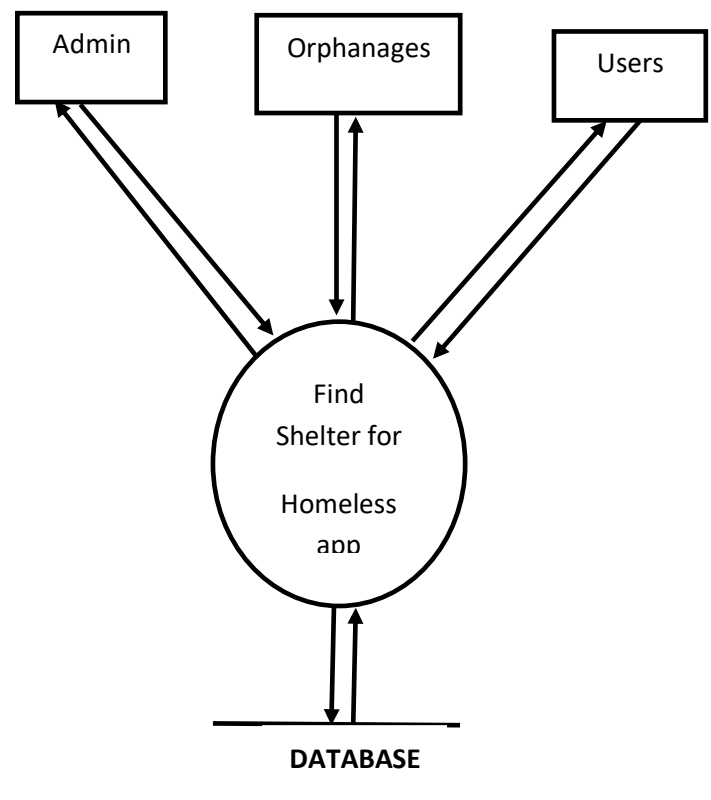 Admin
Orphanages
Users
Find
Shelter for
Homeless
app
DATABASE